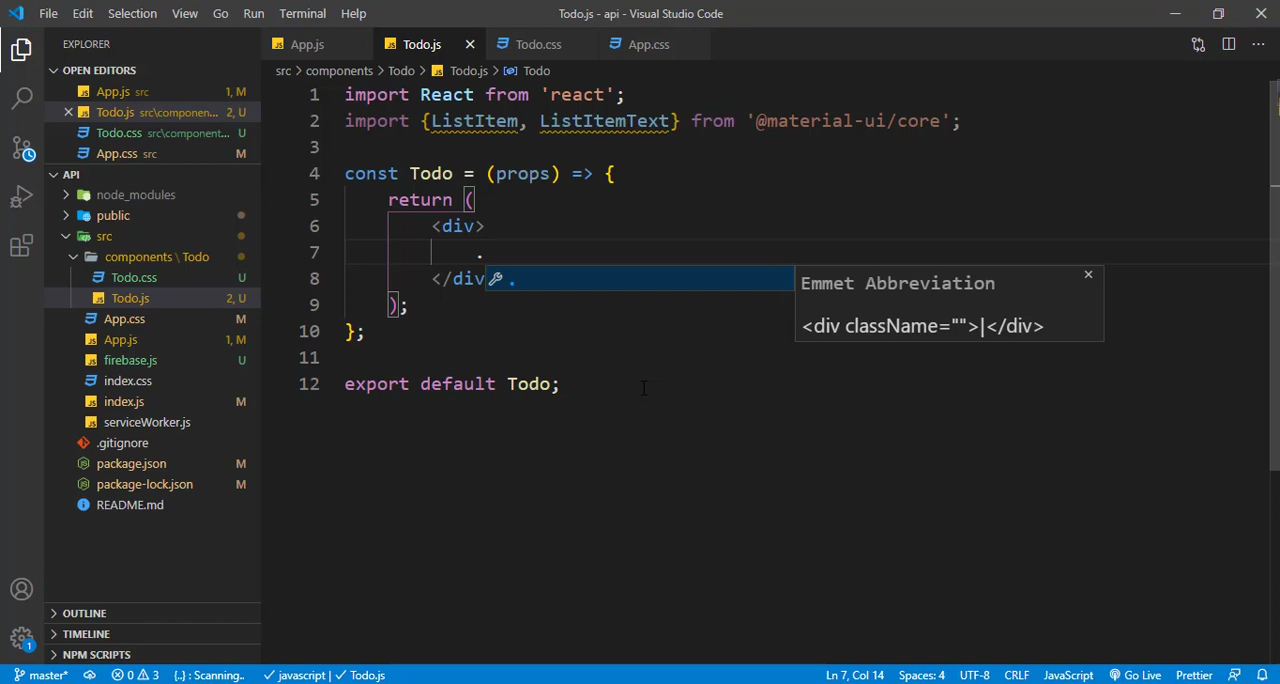 File Edit Selection View Go Run Terminal Help
Todo.js - api - Visual Studio Code
EXPLORER
App.js
Todo.js
Todo.css
App.css
OPEN EDITORS
src > components > Todo > Todo.js > Todo
App.js src 1, M
Todo.js src\componen... 2, U
Todo.css src\component... U
App.css src M
API
node_modules
public
src
components \ Todo
Todo.css U
Todo.js 2, U
App.css M
App.js 1, M
firebase.js U
index.css
index.js M
serviceWorker.js
.gitignore
package.json M
package-lock.json M
README.md
OUTLINE
TIMELINE
NPM SCRIPTS
1 import React from 'react';
2 import {ListItem, ListItemText} from '@material-ui/core';
3
4 const Todo = (props) => {
5 return (
6 <div>
7 .
8 </div
9 );
10 };
11
12 export default Todo;
.
Emmet Abbreviation
<div className="">|</div>
1
master* 0 3 {..} : Scanning.. javascript | Todo.js Ln 7, Col 14 Spaces: 4 UTF-8 CRLF JavaScript Go Live Prettier